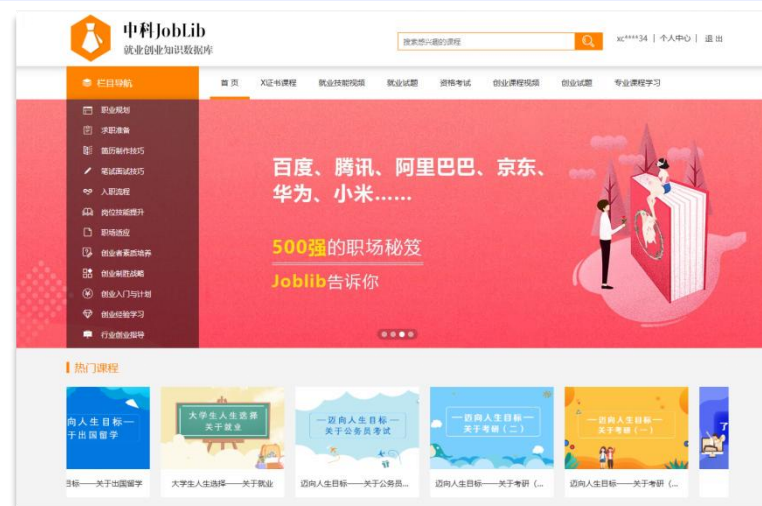 中科JobLib
就业创业知识数据库
搜索感兴趣的课程
xc****34 | 个人中心 | 退 出
栏目导航
首 页 X证书课程 就业技能视频 就业试题 资格考试 创业课程视频 创业试题 专业课程学习
职业规划
求职准备
简历制作技巧
笔试面试技巧
入职流程
岗位技能提升
职场适应
创业者素质培养
创业制胜战略
创业入门与计划
创业经验学习
行业创业指导
百度、腾讯、阿里巴巴、京东、
华为、小米......
500强的职场秘笈
Joblib告诉你
热门课程
向人生目标—
于出国留学
大学生人生选择
关于就业
—迈向人生目标—
关于公务员考试
—迈向人生目标—
关于考研（二）
—迈向人生目标—
关于考研（一）
了
目标——关于出国留学
大学生人生选择——关于就业
迈向人生目标——关于公务员...
迈向人生目标——关于考研（...
迈向人生目标——关于考研（...